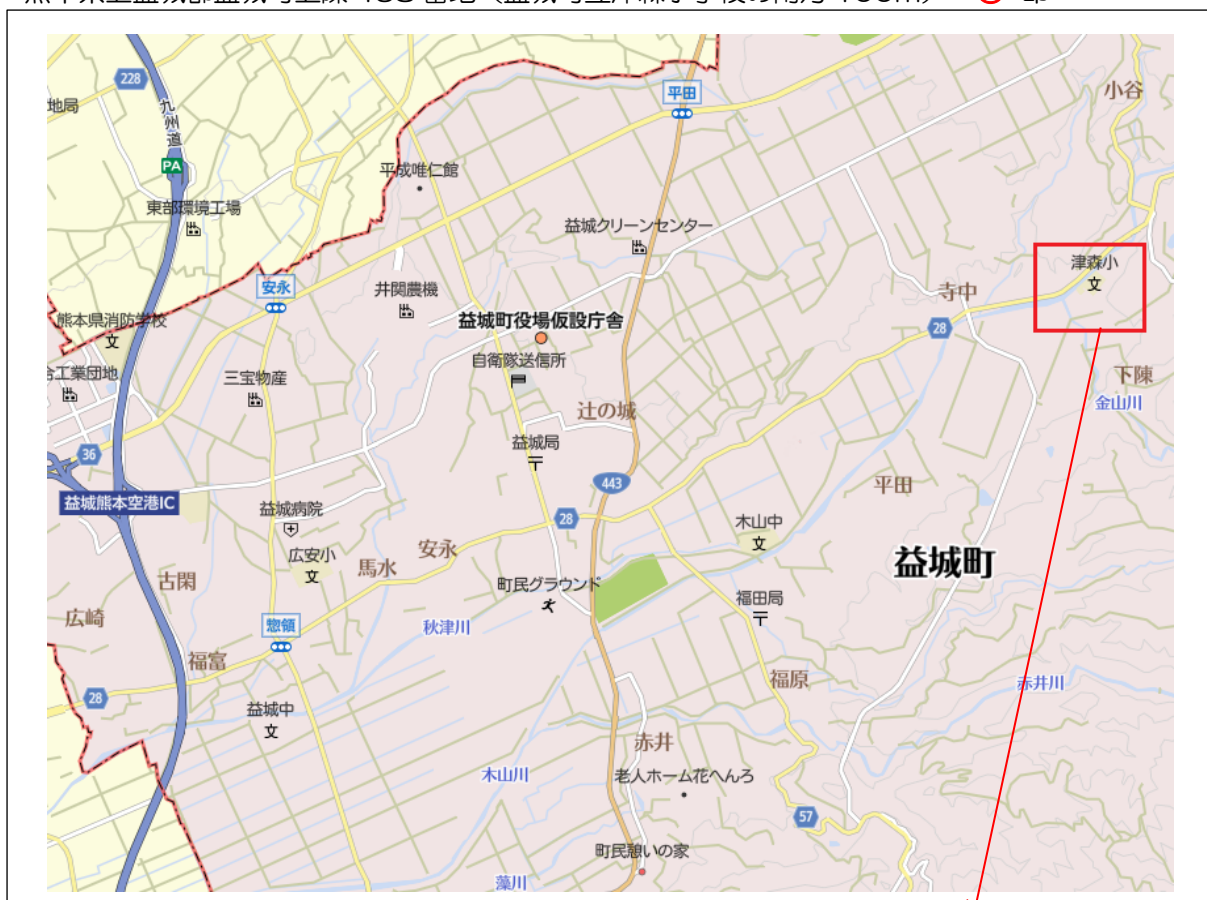 228
地局
九州道
PA
東部環境工場
平田
小谷
平成唯仁館
益城クリーンセンター
津森小
文
安永
井関農機
寺中
熊本県消防学校
文
益城町役場仮設庁舎
28
自衛隊送信所
工業団地
三宝物産
下陳
金山川
辻の城
益城局
36
443
益城熊本空港IC
平田
益城病院
28
木山中
文
安永
広安小
文
馬水
益城町
古閑
町民グラウンド
福田局
広崎
惣領
秋津川
福富
福原
赤井川
28
益城中
文
赤井
木山川
老人ホーム花へんろ
57
町民憩いの家
藻川